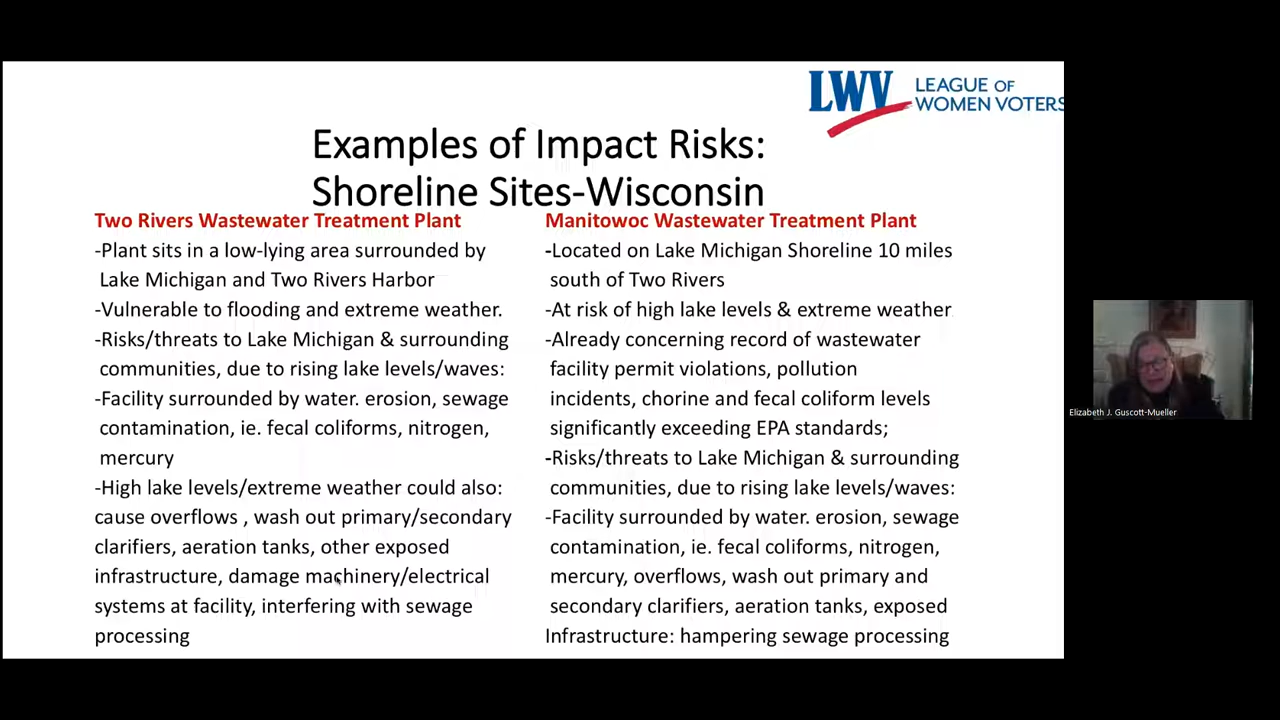 LWV LEAGUE OF
WOMEN VOTERS
Examples of Impact Risks:
Shoreline Sites-Wisconsin
Two Rivers Wastewater Treatment Plant
-Plant sits in a low-lying area surrounded by
Lake Michigan and Two Rivers Harbor
-Vulnerable to flooding and extreme weather.
-Risks/threats to Lake Michigan & surrounding
communities, due to rising lake levels/waves:
-Facility surrounded by water. erosion, sewage
contamination, ie. fecal coliforms, nitrogen,
mercury
-High lake levels/extreme weather could also:
cause overflows , wash out primary/secondary
clarifiers, aeration tanks, other exposed
infrastructure, damage machinery/electrical
systems at facility, interfering with sewage
processing
Manitowoc Wastewater Treatment Plant
-Located on Lake Michigan Shoreline 10 miles
south of Two Rivers
-At risk of high lake levels & extreme weather
-Already concerning record of wastewater
facility permit violations, pollution
incidents, chorine and fecal coliform levels
significantly exceeding EPA standards;
-Risks/threats to Lake Michigan & surrounding
communities, due to rising lake levels/waves:
-Facility surrounded by water. erosion, sewage
contamination, ie. fecal coliforms, nitrogen,
mercury, overflows, wash out primary and
secondary clarifiers, aeration tanks, exposed
Infrastructure: hampering sewage processing
Elizabeth J. Guscott-Mueller